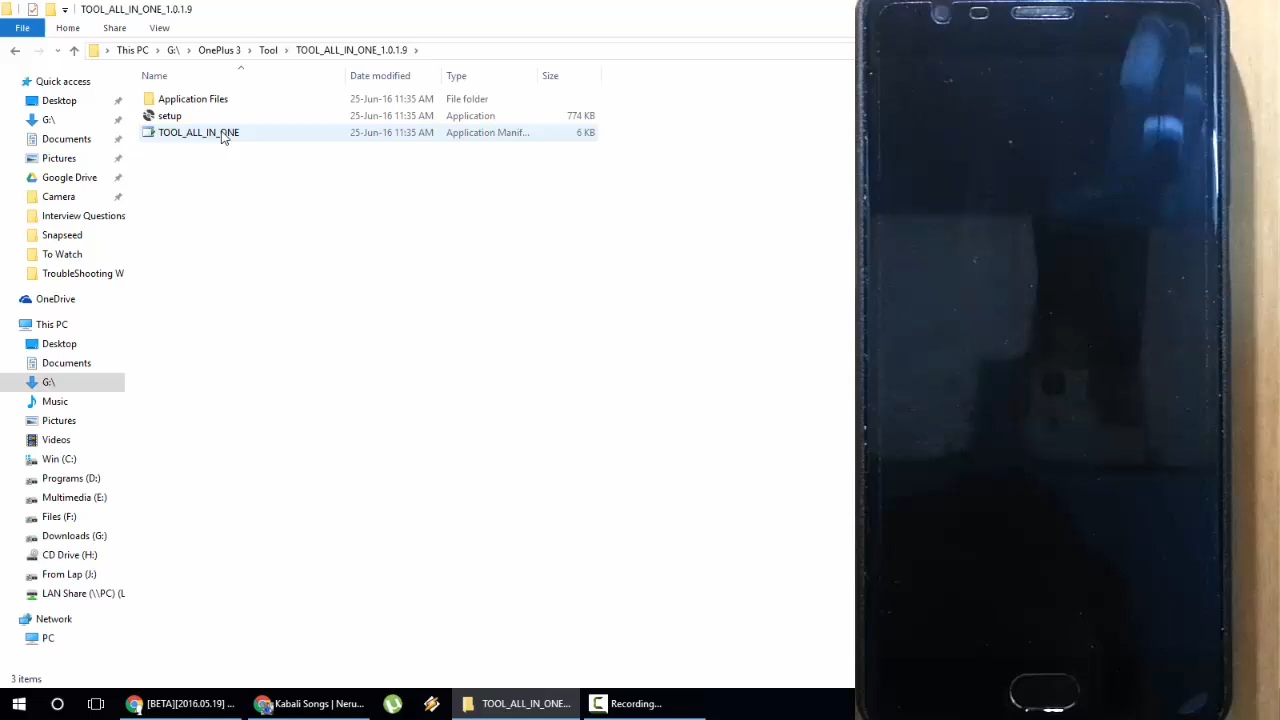 TOOL_ALL_IN_ONE_1.0.1.9
File Home Share View
This PC G:\ OnePlus 3 Tool TOOL_ALL_IN_ONE_1.0.1.9
Name Date modified Type Size
Application Files 25-Jun-16 11:35 AM File folder
setup 25-Jun-16 11:35 AM Application 774 KB
TOOL_ALL_IN_ONE 25-Jun-16 11:35 AM Application Manif... 6 KB
Quick access
Desktop
G:\
Documents
Pictures
Google Drive
Camera
Interview Questions
Snapseed
To Watch
TroubleShooting W
OneDrive
This PC
Desktop
Documents
G:\
Music
Pictures
Videos
Win (C:)
Programs (D:)
Multimedia (E:)
Files (F:)
Downloads (G:)
CD Drive (H:)
From Lap (J:)
LAN Share (\\PC) (L
Network
PC
3 items
[BETA][2016.05.19] ... Kabali Songs | Neru... TOOL_ALL_IN_ONE... Recording...